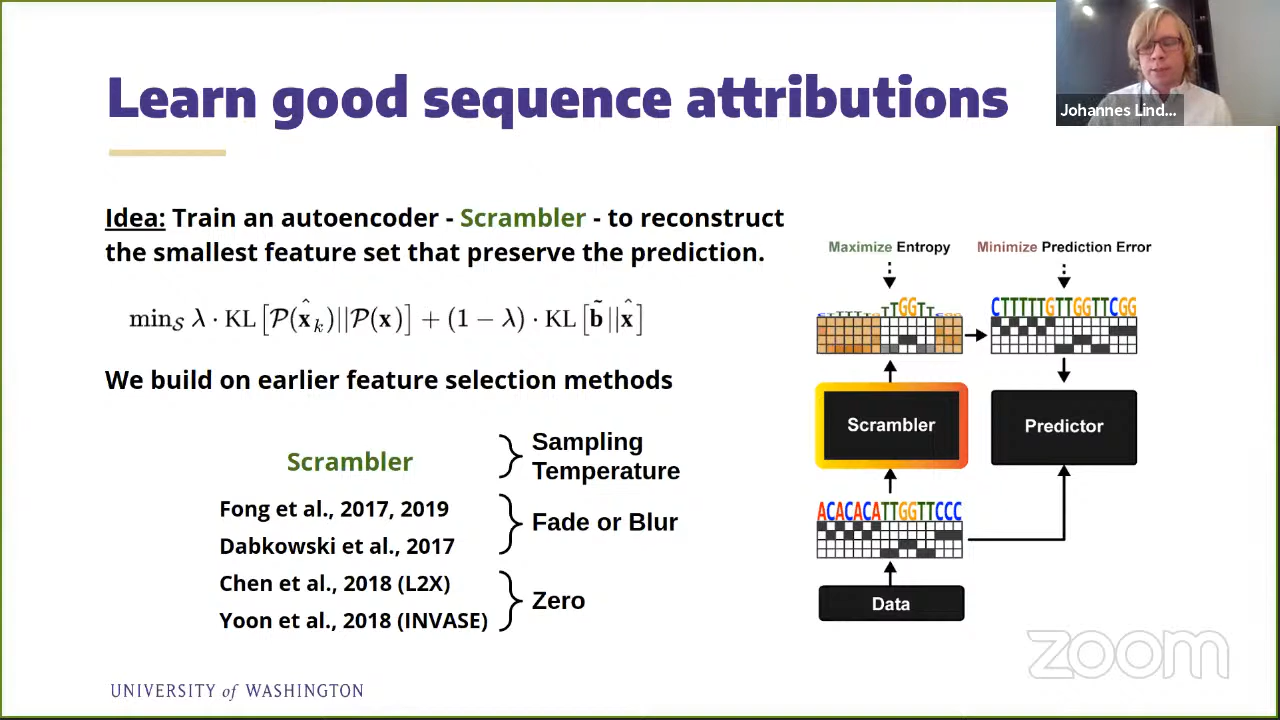 Learn good sequence attributions
Johannes Lind...
Idea: Train an autoencoder - Scrambler - to reconstruct
the smallest feature set that preserve the prediction.
min_S λ · KL [P(x̂_k)||P(x)] + (1 − λ) · KL [b̃||x̂]
We build on earlier feature selection methods
Scrambler
Sampling
Temperature
Fong et al., 2017, 2019
Dabkowski et al., 2017
Fade or Blur
Chen et al., 2018 (L2X)
Yoon et al., 2018 (INVASE)
Zero
Maximize Entropy
Minimize Prediction Error
CTTTTTGTTGGTTCGG
Scrambler
Predictor
ACACACATTGGTTCCC
Data
UNIVERSITY of WASHINGTON
zoom